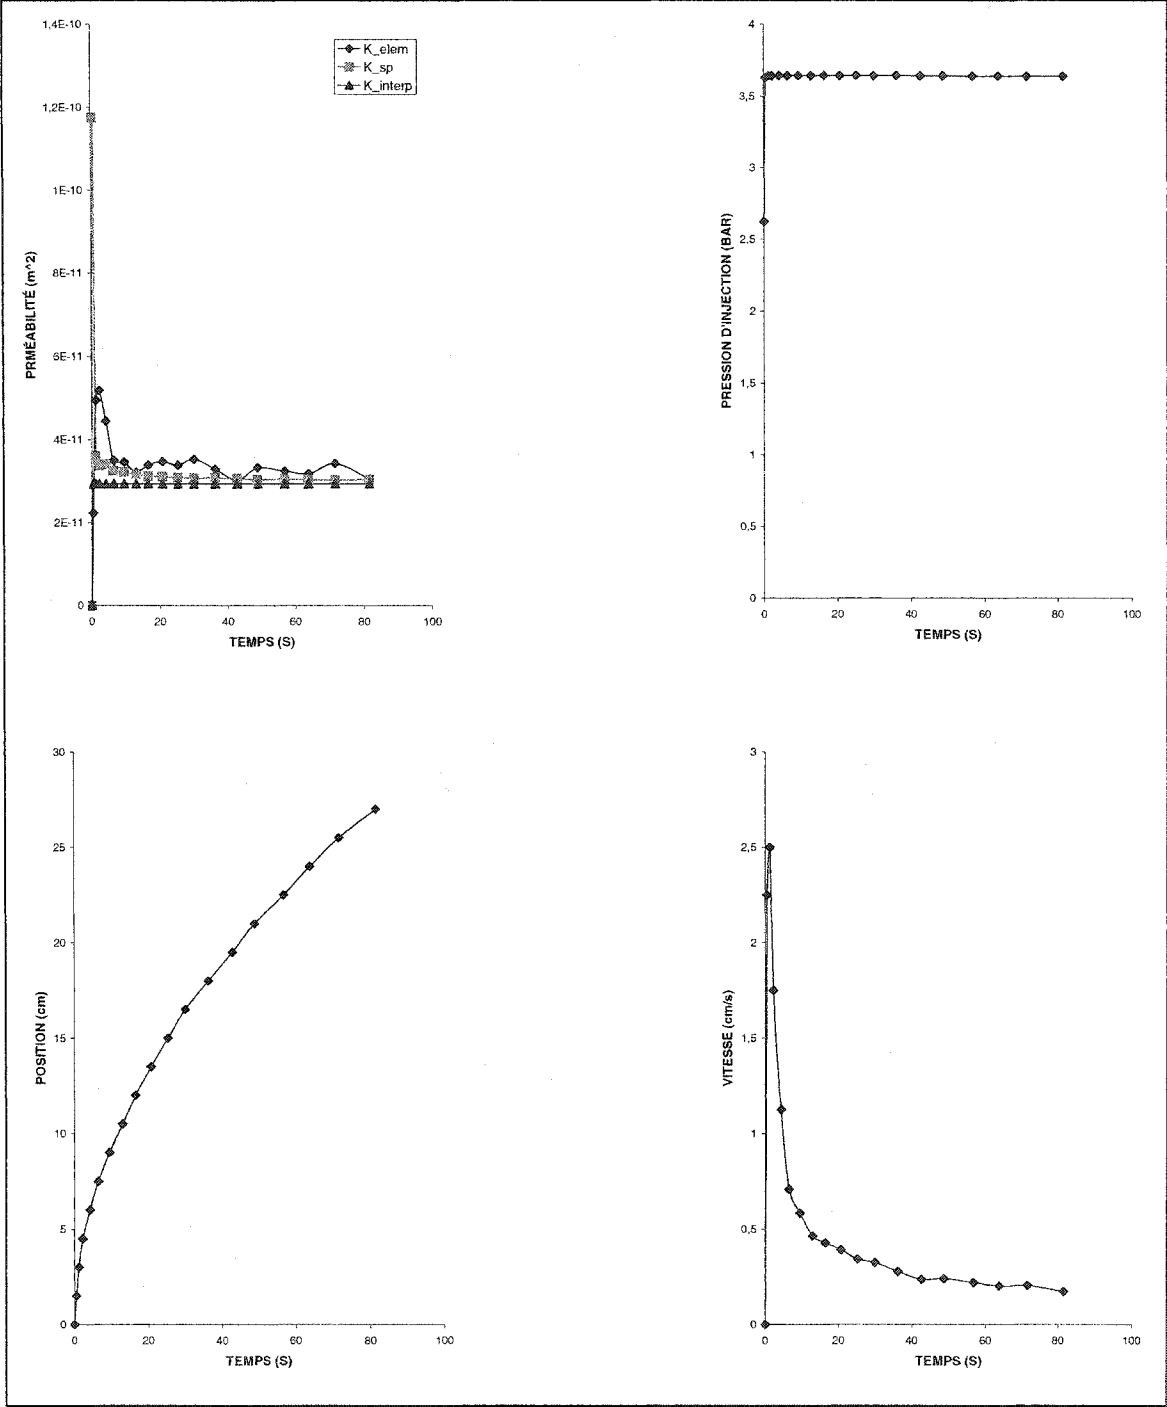 K_elem
K_sp
K_interp
1,4E-10
1,2E-10
1E-10
8E-11
6E-11
4E-11
2E-11
0
PRMÉABILITÉ (m^2)
0 20 40 60 80 100
TEMPS (S)
4
3,5
3
2,5
2
1,5
1
0,5
0
PRESSION D'INJECTION (BAR)
0 20 40 60 80 100
TEMPS (S)
30
25
20
15
10
5
0
POSITION (cm)
0 20 40 60 80 100
TEMPS (S)
3
2,5
2
1,5
1
0,5
0
VITESSE (cm/s)
0 20 40 60 80 100
TEMPS (S)